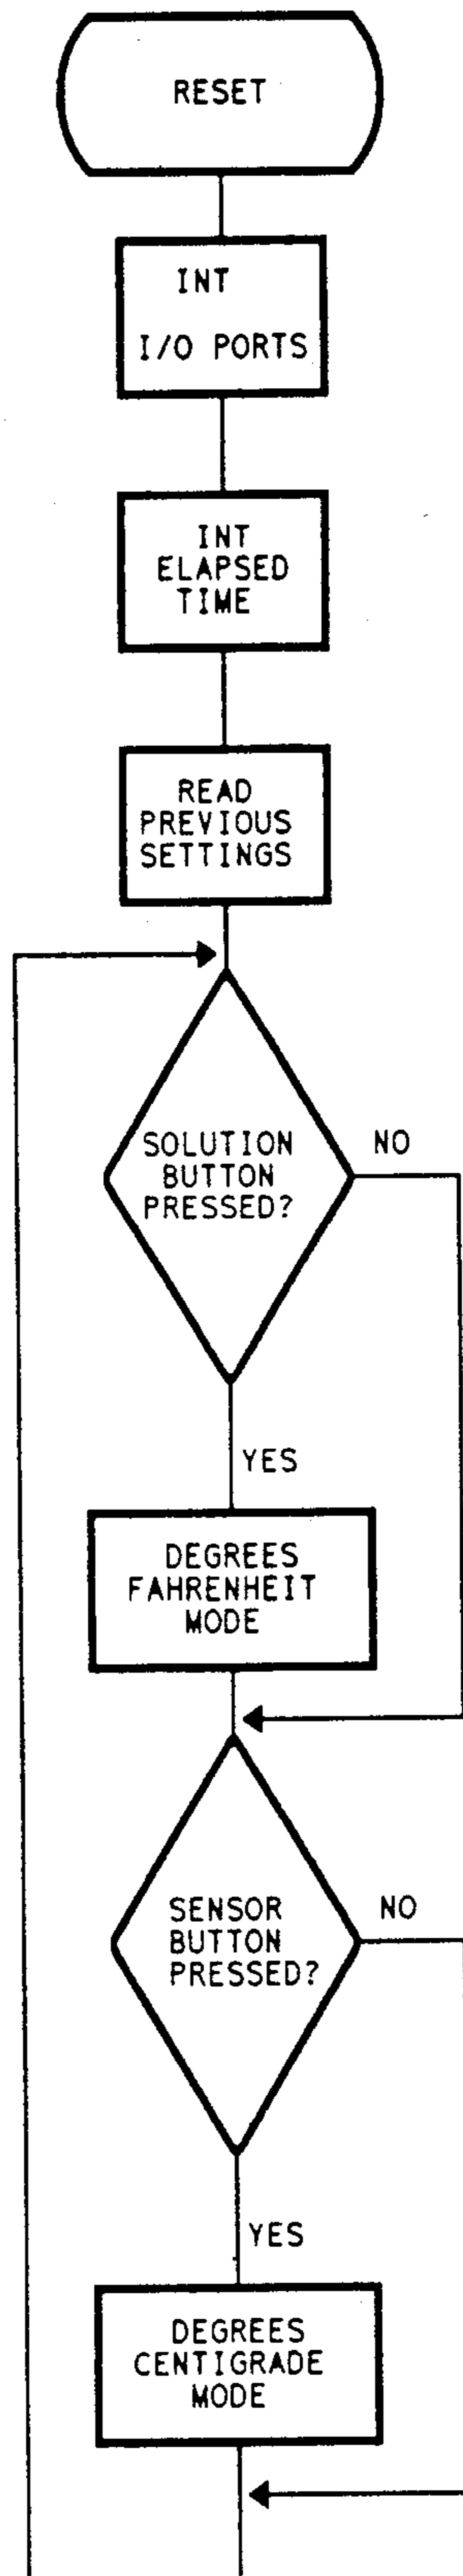 RESET
INT
I/O PORTS
INT
ELAPSED
TIME
READ
PREVIOUS
SETTINGS
SOLUTION
BUTTON
PRESSED?
NO
YES
DEGREES
FAHRENHEIT
MODE
SENSOR
BUTTON
PRESSED?
NO
YES
DEGREES
CENTIGRADE
MODE